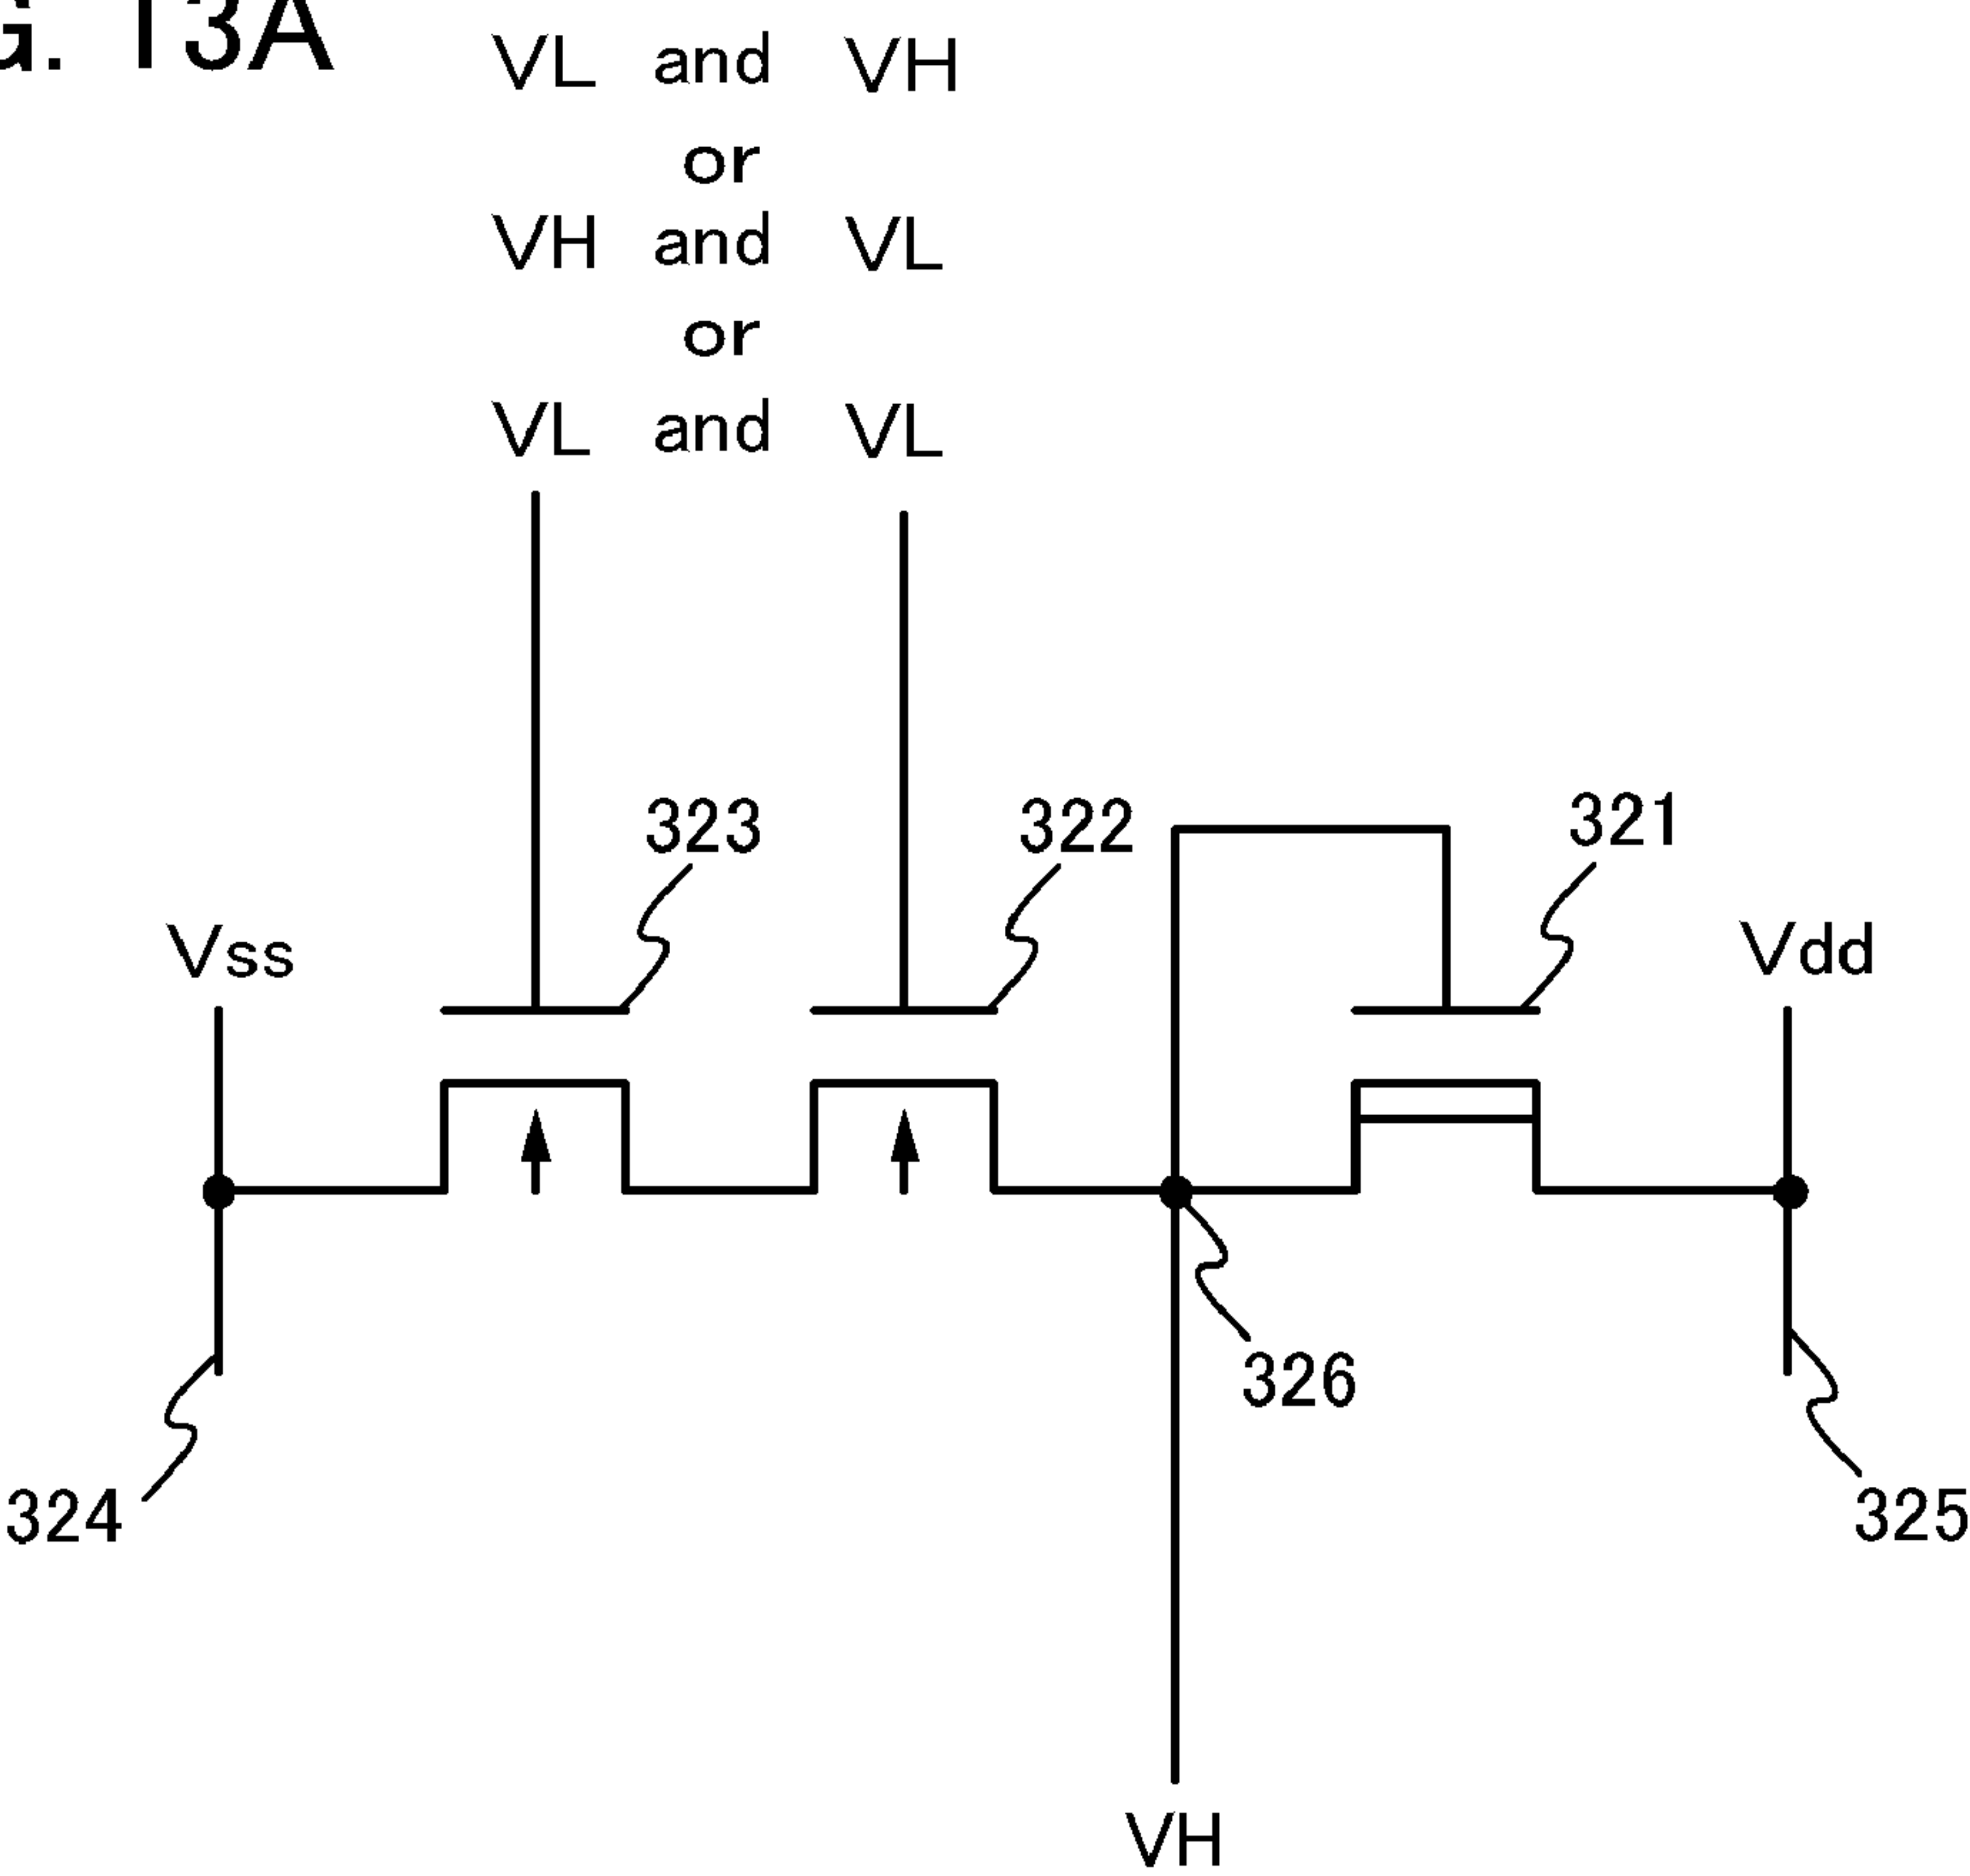 G. 13A
VL and VH
or
VH and VL
or
VL and VL
323
322
321
Vss
Vdd
326
324
325
VH